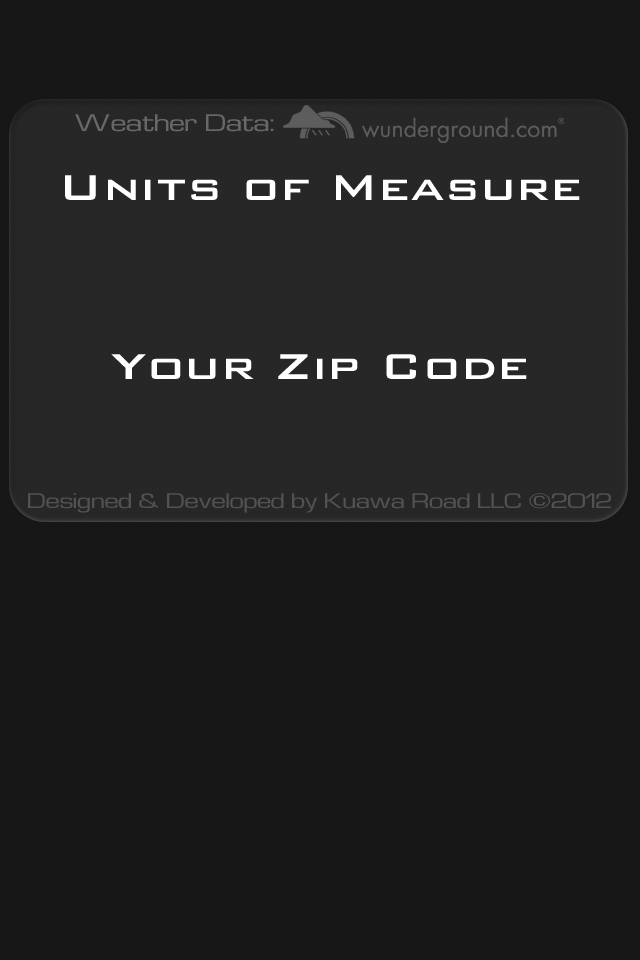 Weather Data: wunderground.com®
Units of Measure
Your Zip Code
Designed & Developed by Kuawa Road LLC ©2012